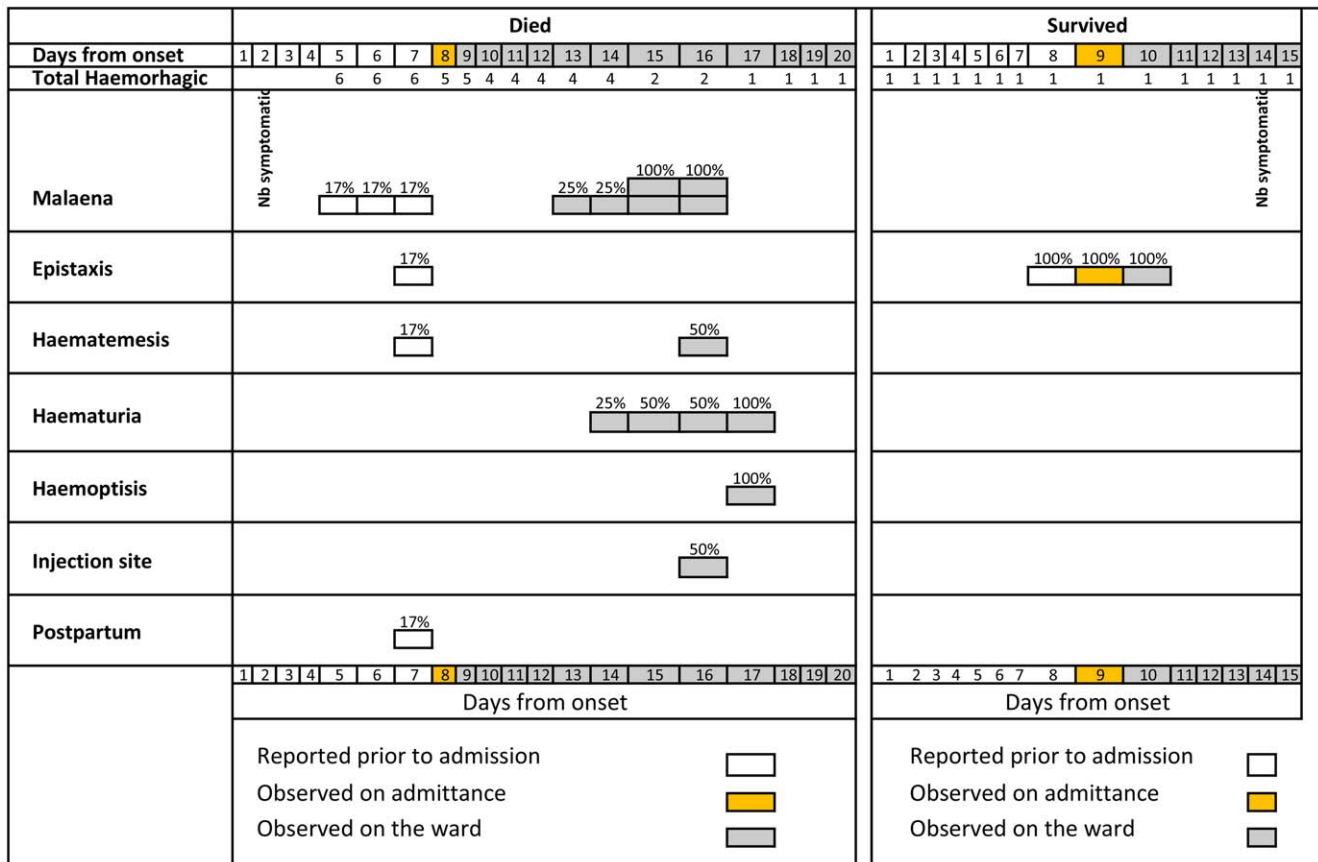 Died Survived
Days from onset 1 2 3 4 5 6 7 8 9 10 11 12 13 14 15 16 17 18 19 20 1 2 3 4 5 6 7 8 9 10 11 12 13 14 15
Total Haemorhagic 6 6 6 5 5 4 4 4 4 4 2 2 1 1 1 1 1 1 1 1 1 1 1 1 1 1 1 1 1 1 1 1
Nb symptomatic Nb symptomatic
100% 100%
17% 17% 17% 25% 25%
Malaena
17% 100% 100% 100%
Epistaxis
17% 50%
Haematemesis
25% 50% 50% 100%
Haematuria
100%
Haemoptisis
50%
Injection site
17%
Postpartum
1 2 3 4 5 6 7 8 9 10 11 12 13 14 15 16 17 18 19 20 1 2 3 4 5 6 7 8 9 10 11 12 13 14 15
Days from onset Days from onset
Reported prior to admission Reported prior to admission
Observed on admittance Observed on admittance
Observed on the ward Observed on the ward